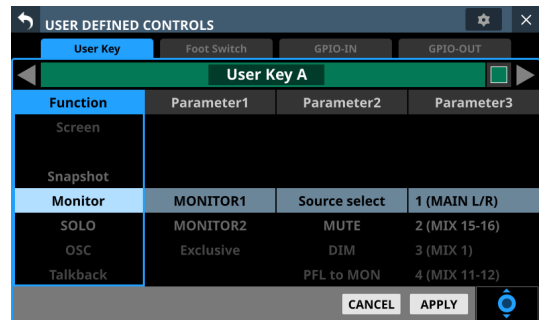 USER DEFINED CONTROLS
User Key Foot Switch GPIO-IN GPIO-OUT
User Key A
Function Parameter1 Parameter2 Parameter3
Screen
Snapshot
Monitor MONITOR1 Source select 1 (MAIN L/R)
SOLO MONITOR2 MUTE 2 (MIX 15-16)
OSC Exclusive DIM 3 (MIX 1)
Talkback PFL to MON 4 (MIX 11-12)
CANCEL APPLY